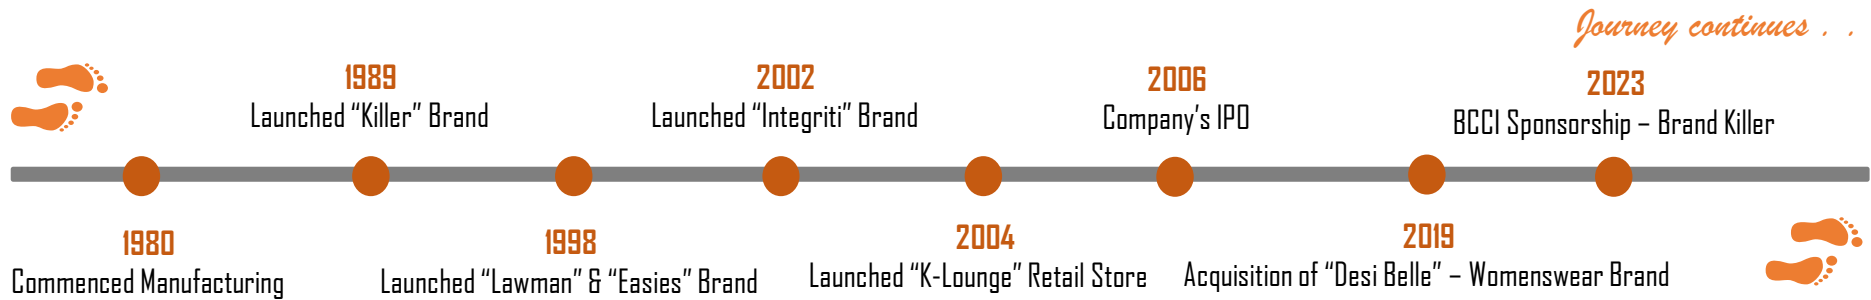 Journey continues . .
1989
Launched “Killer” Brand
2002
Launched “Integriti” Brand
2006
Company’s IPO
2023
BCCI Sponsorship – Brand Killer
1980
Commenced Manufacturing
1998
Launched “Lawman” & “Easies” Brand
2004
Launched “K-Lounge” Retail Store
2019
Acquisition of “Desi Belle” – Womenswear Brand